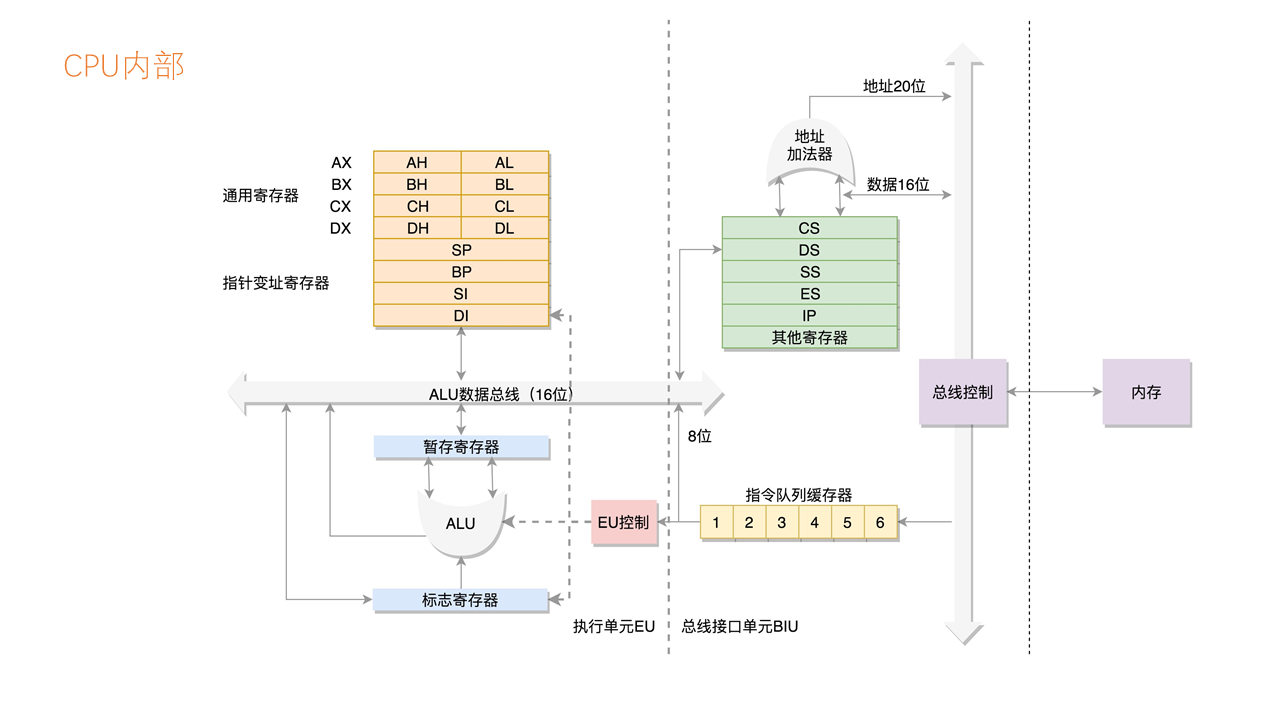 CPU内部
地址20位
地址
加法器
数据16位
通用寄存器
AX
AH
AL
BX
BH
BL
CX
CH
CL
DX
DH
DL
指针变址寄存器
SP
BP
SI
DI
CS
DS
SS
ES
IP
其他寄存器
ALU数据总线（16位）
总线控制
内存
8位
暂存寄存器
ALU
EU控制
指令队列缓存器
1
2
3
4
5
6
标志寄存器
执行单元EU
总线接口单元BIU